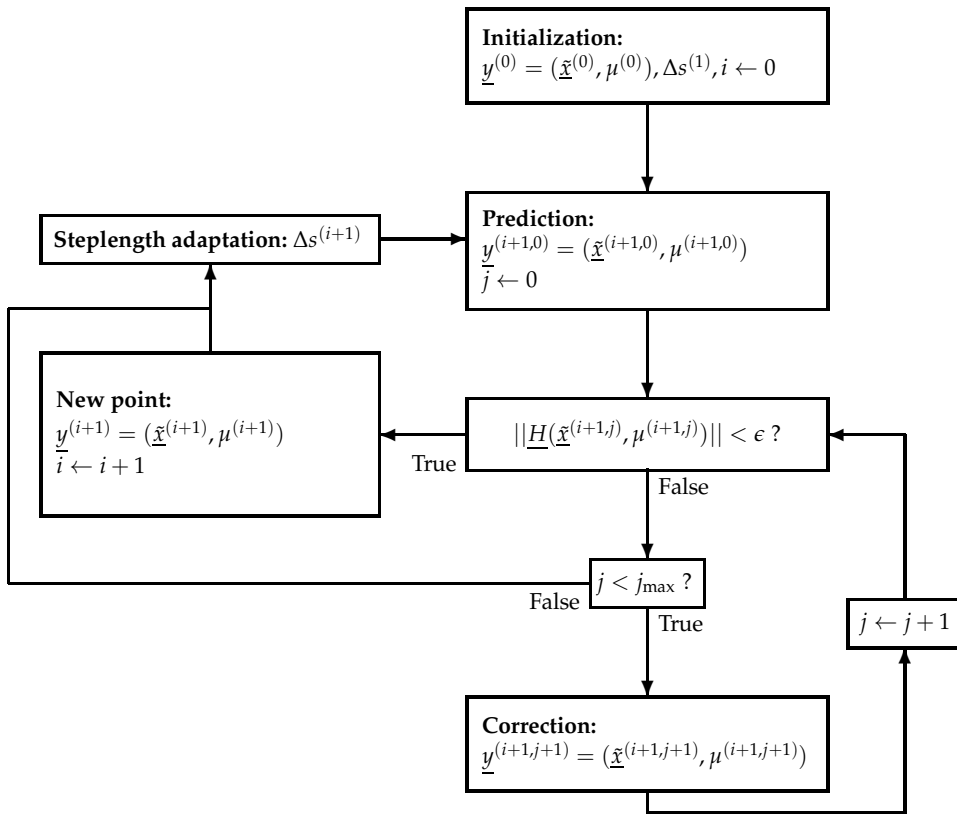 Initialization:
y̲^(0) = (x̲̃^(0), μ^(0)), Δs^(1), i ← 0
Steplength adaptation: Δs^(i+1)
Prediction:
y̲^(i+1,0) = (x̲̃^(i+1,0), μ^(i+1,0))
j ← 0
New point:
y̲^(i+1) = (x̲̃^(i+1), μ^(i+1))
i ← i + 1
||H̲(x̲̃^(i+1,j), μ^(i+1,j))|| < ϵ ?
True
False
j < j_max ?
False
True
j ← j + 1
Correction:
y̲^(i+1,j+1) = (x̲̃^(i+1,j+1), μ^(i+1,j+1))